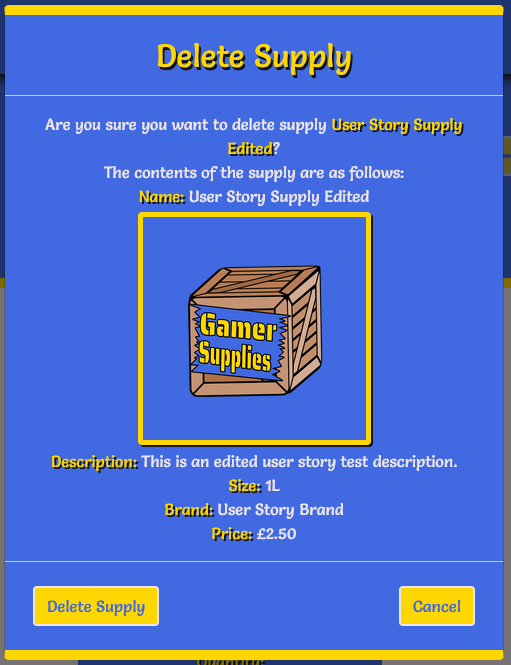 Delete Supply
Are you sure you want to delete supply User Story Supply
Edited?
The contents of the supply are as follows:
Name: User Story Supply Edited
Gamer
Supplies
Description: This is an edited user story test description.
Size: 1L
Brand: User Story Brand
Price: £2.50
Delete Supply
Cancel
Quantity: